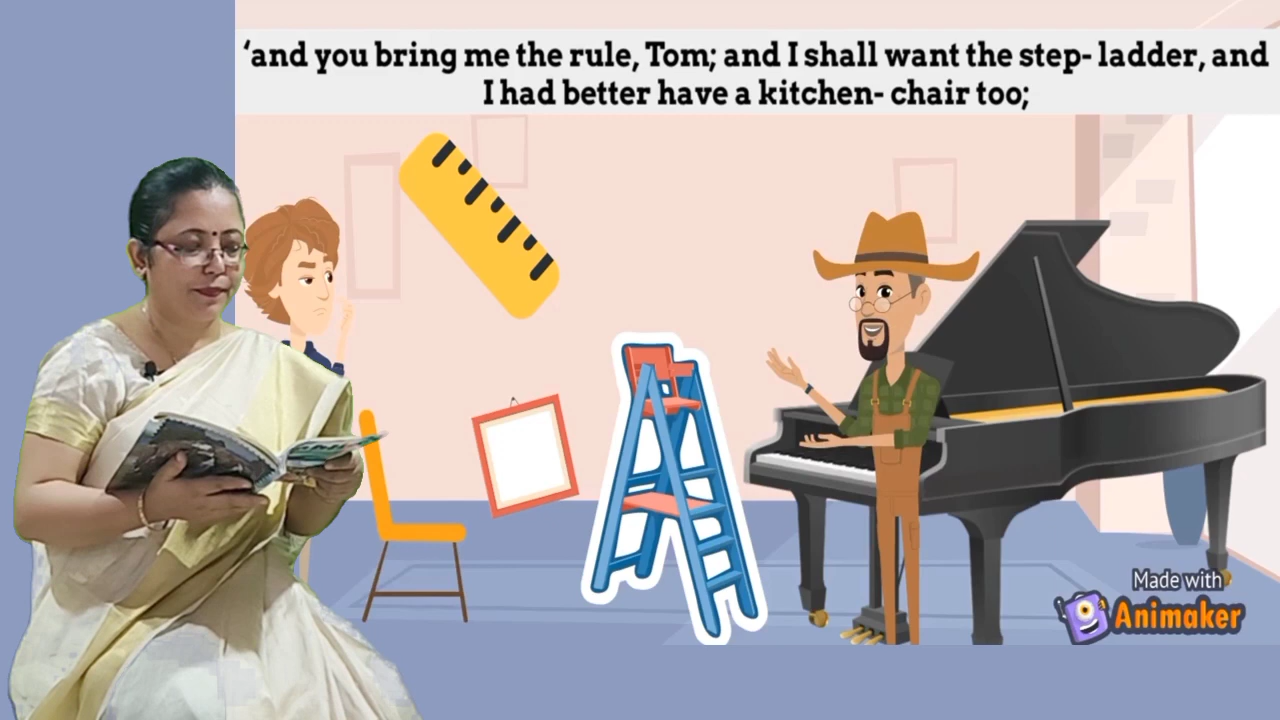 ‘and you bring me the rule, Tom; and I shall want the step- ladder, and
I had better have a kitchen- chair too;
Made with
Animaker